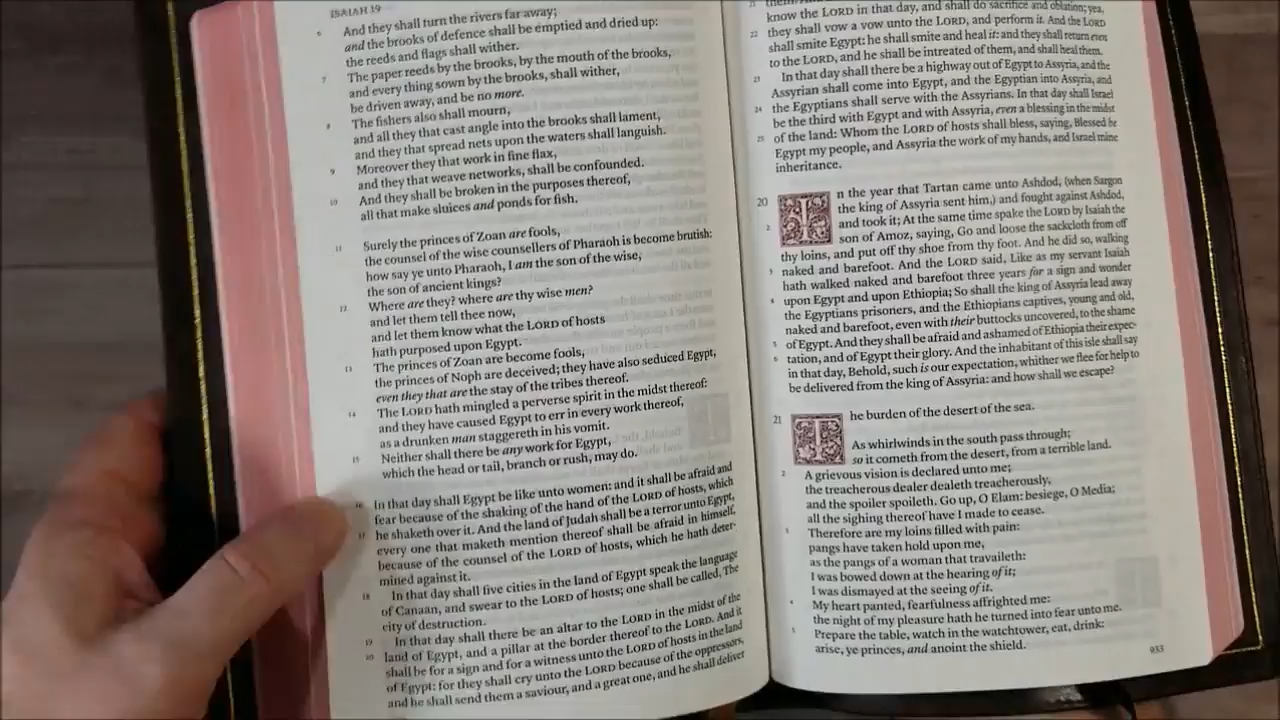 ISAIAH 19
6 And they shall turn the rivers far away;
and the brooks of defence shall be emptied and dried up:
the reeds and flags shall wither.
7 The paper reeds by the brooks, by the mouth of the brooks,
and every thing sown by the brooks, shall wither,
be driven away, and be no more.
8 The fishers also shall mourn,
and all they that cast angle into the brooks shall lament,
and they that spread nets upon the waters shall languish.
9 Moreover they that work in fine flax,
and they that weave networks, shall be confounded.
10 And they shall be broken in the purposes thereof,
all that make sluices and ponds for fish.
11 Surely the princes of Zoan are fools,
the counsel of the wise counsellers of Pharaoh is become brutish:
how say ye unto Pharaoh, I am the son of the wise,
the son of ancient kings?
12 Where are they? where are thy wise men?
and let them tell thee now,
and let them know what the LORD of hosts
hath purposed upon Egypt.
13 The princes of Zoan are become fools,
the princes of Noph are deceived; they have also seduced Egypt,
even they that are the stay of the tribes thereof.
14 The LORD hath mingled a perverse spirit in the midst thereof:
and they have caused Egypt to err in every work thereof,
as a drunken man staggereth in his vomit.
15 Neither shall there be any work for Egypt,
which the head or tail, branch or rush, may do.
16 In that day shall Egypt be like unto women: and it shall be afraid and
fear because of the shaking of the hand of the LORD of hosts, which
17 he shaketh over it. And the land of Judah shall be a terror unto Egypt,
every one that maketh mention thereof shall be afraid in himself,
because of the counsel of the LORD of hosts, which he hath deter-
mined against it.
18 In that day shall five cities in the land of Egypt speak the language
of Canaan, and swear to the LORD of hosts; one shall be called, The
city of destruction.
19 In that day shall there be an altar to the LORD in the midst of the
20 land of Egypt, and a pillar at the border thereof to the LORD. And it
shall be for a sign and for a witness unto the LORD of hosts in the land
of Egypt: for they shall cry unto the LORD because of the oppressors,
and he shall send them a saviour, and a great one, and he shall deliver
21 them. And
know the LORD in that day, and shall do sacrifice and oblation; yea,
22 they shall vow a vow unto the LORD, and perform it. And the LORD
shall smite Egypt: he shall smite and heal it: and they shall return even
to the LORD, and he shall be intreated of them, and shall heal them.
23 In that day shall there be a highway out of Egypt to Assyria, and the
Assyrian shall come into Egypt, and the Egyptian into Assyria, and
24 the Egyptians shall serve with the Assyrians. In that day shall Israel
be the third with Egypt and with Assyria, even a blessing in the midst
25 of the land: Whom the LORD of hosts shall bless, saying, Blessed be
Egypt my people, and Assyria the work of my hands, and Israel mine
inheritance.
20 In the year that Tartan came unto Ashdod, (when Sargon
the king of Assyria sent him,) and fought against Ashdod,
2 and took it; At the same time spake the LORD by Isaiah the
son of Amoz, saying, Go and loose the sackcloth from off
thy loins, and put off thy shoe from thy foot. And he did so, walking
3 naked and barefoot. And the LORD said, Like as my servant Isaiah
hath walked naked and barefoot three years for a sign and wonder
4 upon Egypt and upon Ethiopia; So shall the king of Assyria lead away
the Egyptians prisoners, and the Ethiopians captives, young and old,
naked and barefoot, even with their buttocks uncovered, to the shame
5 of Egypt. And they shall be afraid and ashamed of Ethiopia their expec-
6 tation, and of Egypt their glory. And the inhabitant of this isle shall say
in that day, Behold, such is our expectation, whither we flee for help to
be delivered from the king of Assyria: and how shall we escape?
21 The burden of the desert of the sea.
As whirlwinds in the south pass through;
so it cometh from the desert, from a terrible land.
2 A grievous vision is declared unto me;
the treacherous dealer dealeth treacherously,
and the spoiler spoileth. Go up, O Elam: besiege, O Media;
all the sighing thereof have I made to cease.
3 Therefore are my loins filled with pain:
pangs have taken hold upon me,
as the pangs of a woman that travaileth:
I was bowed down at the hearing of it;
I was dismayed at the seeing of it.
4 My heart panted, fearfulness affrighted me:
the night of my pleasure hath he turned into fear unto me.
5 Prepare the table, watch in the watchtower, eat, drink:
arise, ye princes, and anoint the shield.
933